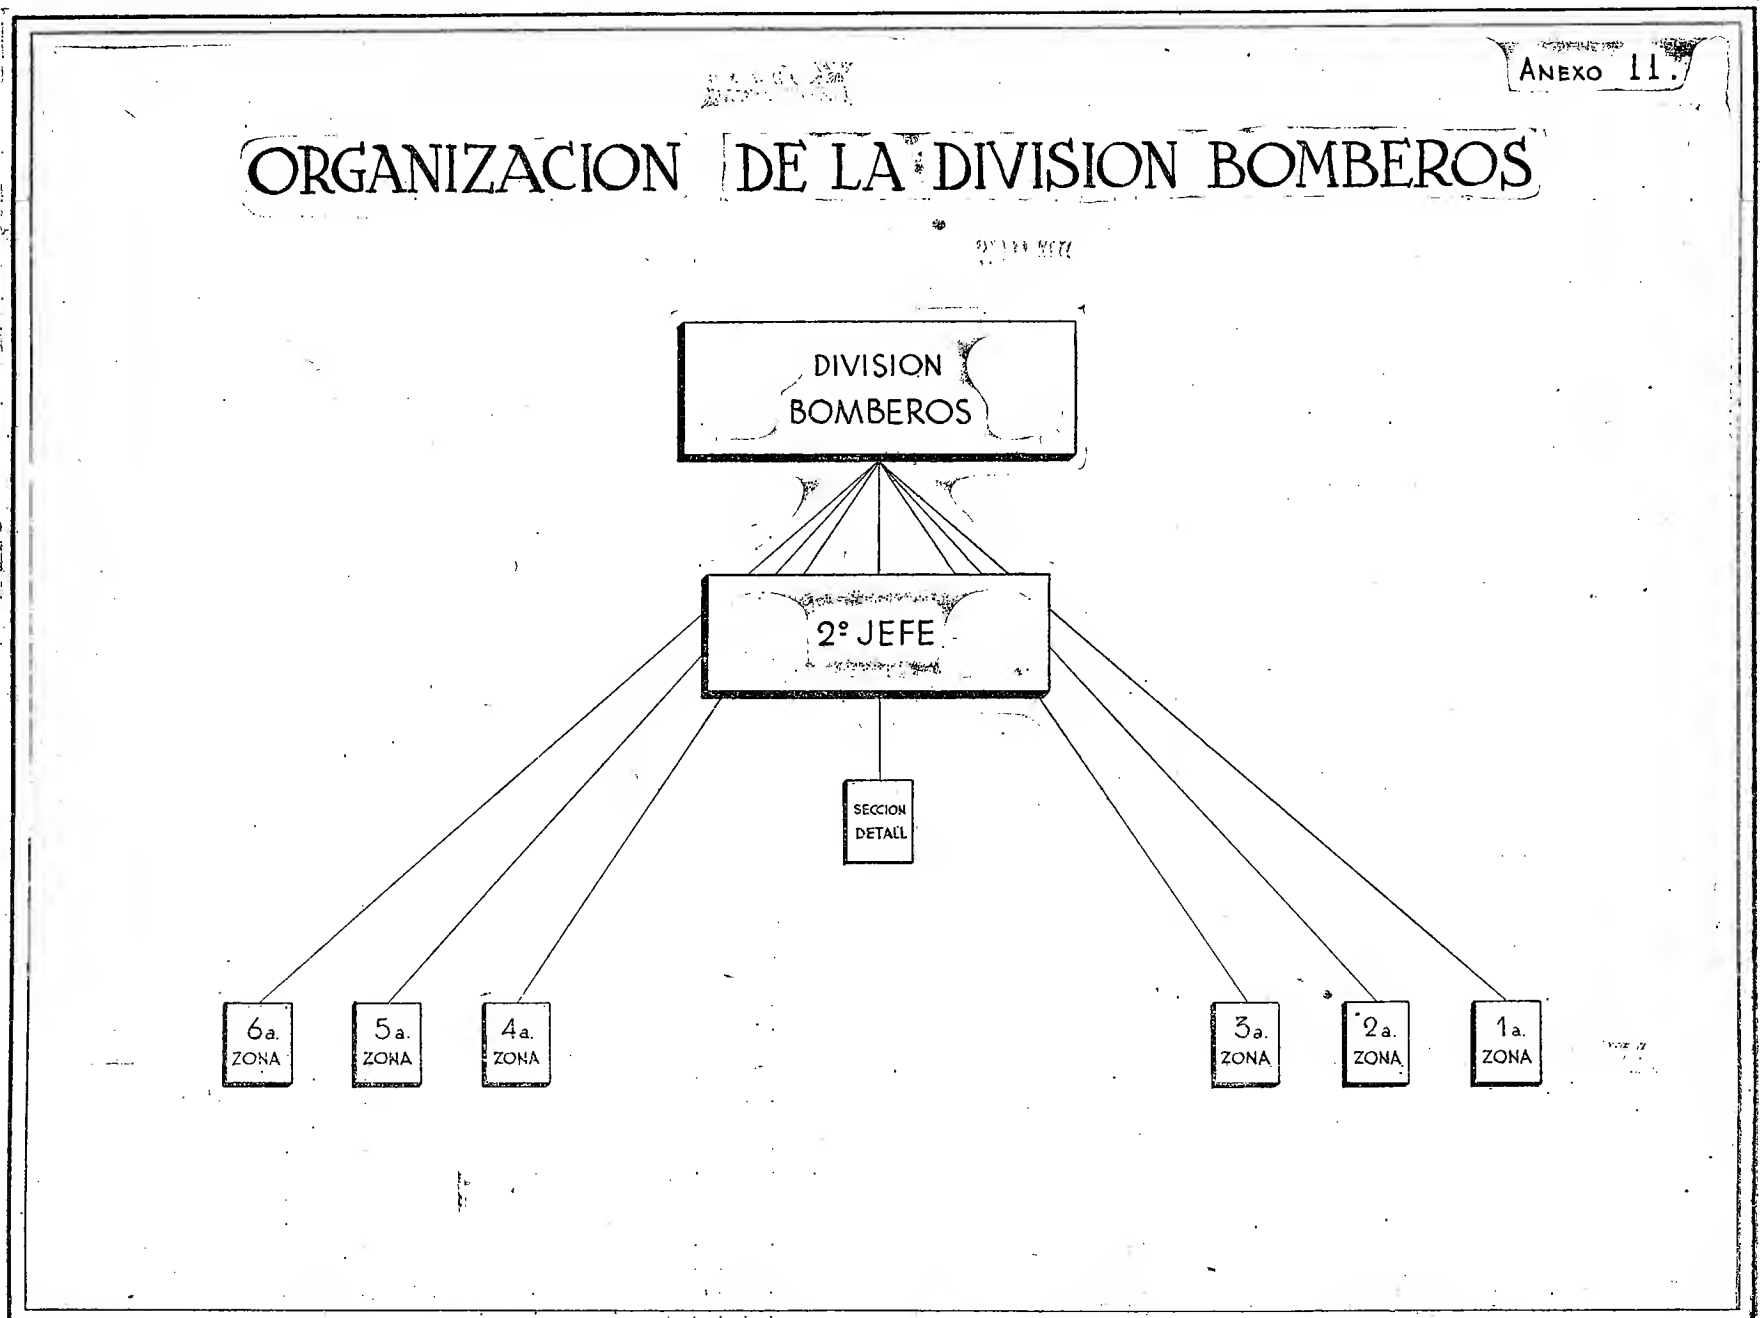 ANEXO 11.
ORGANIZACION DE LA DIVISION BOMBEROS
DIVISION
BOMBEROS
2º JEFE
SECCION
DETALL
6a.
ZONA
5a.
ZONA
4a.
ZONA
3a.
ZONA
2a.
ZONA
1a.
ZONA